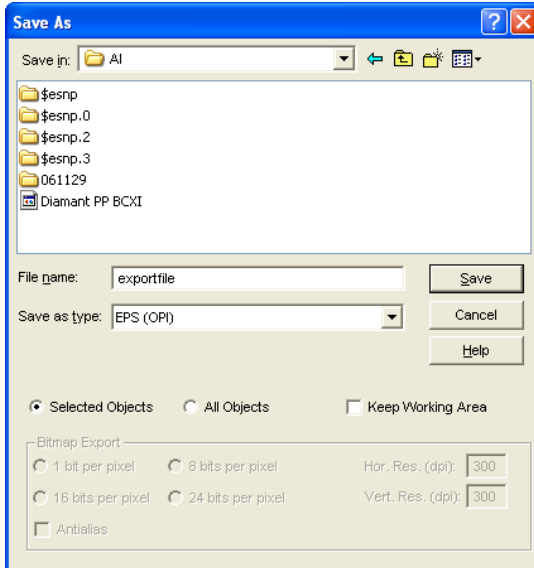 Save As
Save in: AI
$esnp
$esnp.0
$esnp.2
$esnp.3
061129
Diamant PP BCXI
File name: exportfile Save
Save as type: EPS (OPI) Cancel
Help
Selected Objects All Objects Keep Working Area
Bitmap Export
1 bit per pixel 8 bits per pixel Hor. Res. (dpi): 300
16 bits per pixel 24 bits per pixel Vert. Res. (dpi): 300
Antialias